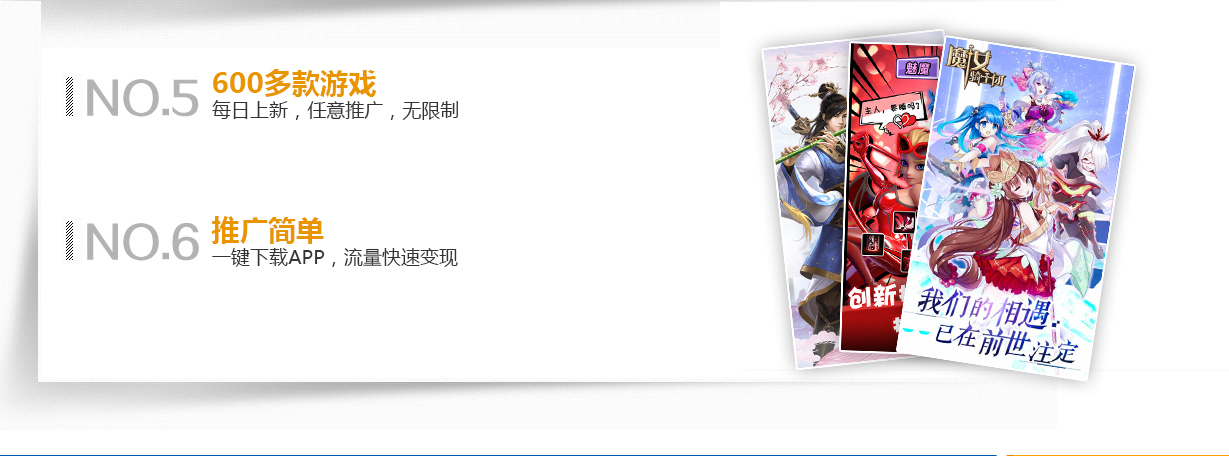 NO.5
600多款游戏
每日上新，任意推广，无限制
NO.6
推广简单
一键下载APP，流量快速变现
魅魔
主人，要睡吗?
创新
魔女
骑士团
我们的相遇.
已在前世注定